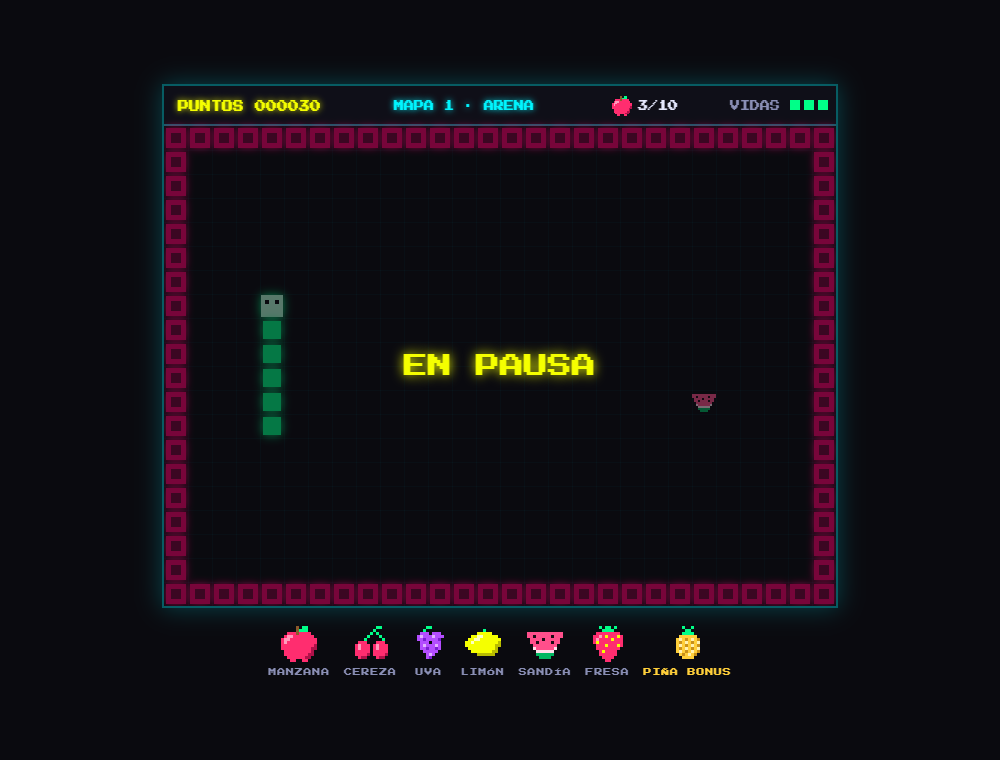 PUNTOS 000030
MAPA 1 · ARENA
3/10
VIDAS
EN PAUSA
MANZANA
CEREZA
UVA
LIMóN
SANDíA
FRESA
PIñA BONUS